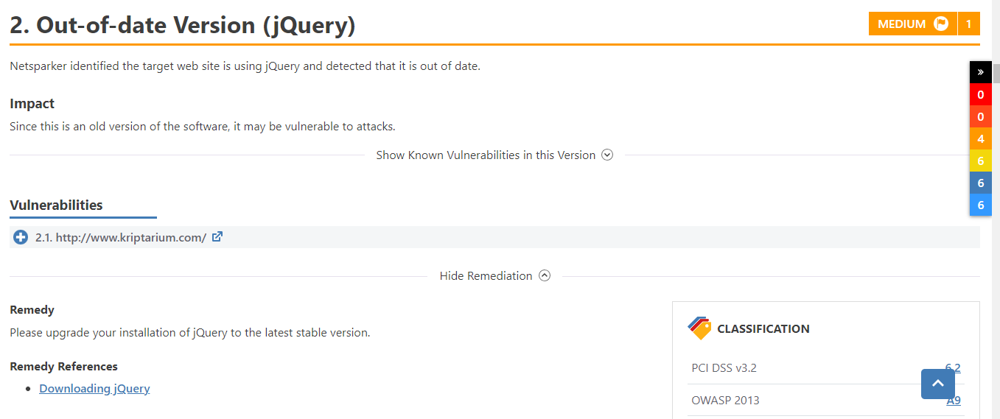 2. Out-of-date Version (jQuery)
MEDIUM 1
Netsparker identified the target web site is using jQuery and detected that it is out of date.
»
0
Impact
0
Since this is an old version of the software, it may be vulnerable to attacks.
4
Show Known Vulnerabilities in this Version
6
6
Vulnerabilities
6
2.1. http://www.kriptarium.com/
Hide Remediation
Remedy
Please upgrade your installation of jQuery to the latest stable version.
Remedy References
• Downloading jQuery
CLASSIFICATION
PCI DSS v3.2 6.2
OWASP 2013 A9